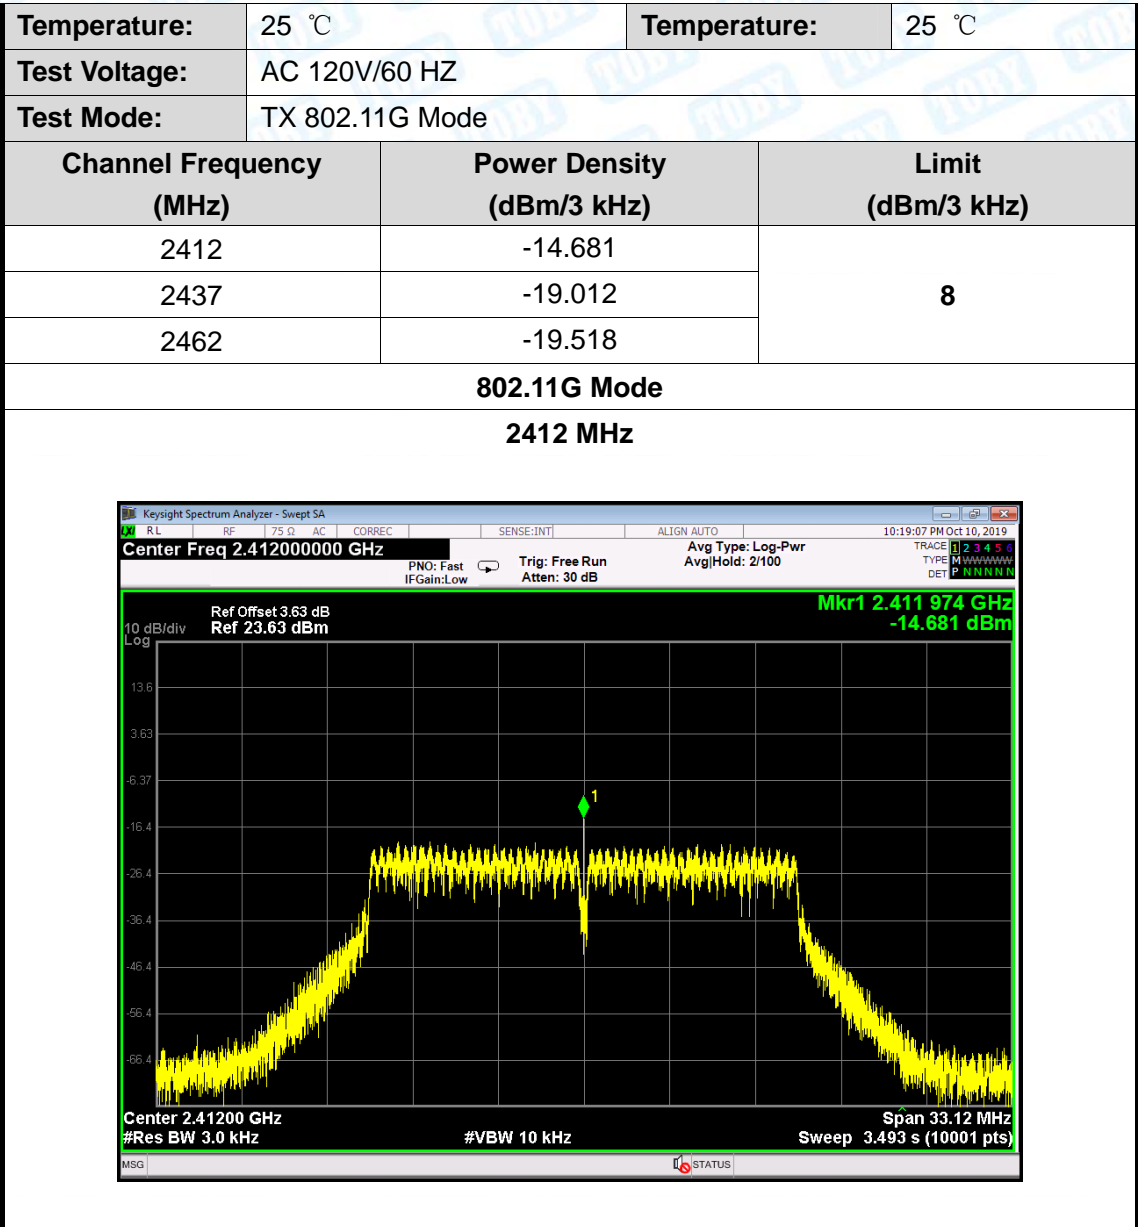 Temperature: 25 ℃ Temperature: 25 ℃
Test Voltage: AC 120V/60 HZ
Test Mode: TX 802.11G Mode
Channel Frequency (MHz) Power Density (dBm/3 kHz) Limit (dBm/3 kHz)
2412 -14.681
2437 -19.012 8
2462 -19.518
802.11G Mode
2412 MHz
Keysight Spectrum Analyzer - Swept SA
LXI RL RF 75 Ω AC CORREC SENSE:INT ALIGN AUTO 10:19:07 PM Oct 10, 2019
Center Freq 2.412000000 GHz Avg Type: Log-Pwr TRACE 1 2 3 4 5 6
PNO: Fast Trig: Free Run Avg|Hold: 2/100 TYPE M WWWWW
IFGain:Low Atten: 30 dB DET P N N N N N
Mkr1 2.411 974 GHz
Ref Offset 3.63 dB
10 dB/div Ref 23.63 dBm -14.681 dBm
Log
13.6
3.63
1
-6.37
-16.4
-26.4
-36.4
-46.4
-56.4
-66.4
Center 2.41200 GHz Span 33.12 MHz
#Res BW 3.0 kHz #VBW 10 kHz Sweep 3.493 s (10001 pts)
MSG STATUS
TOBY